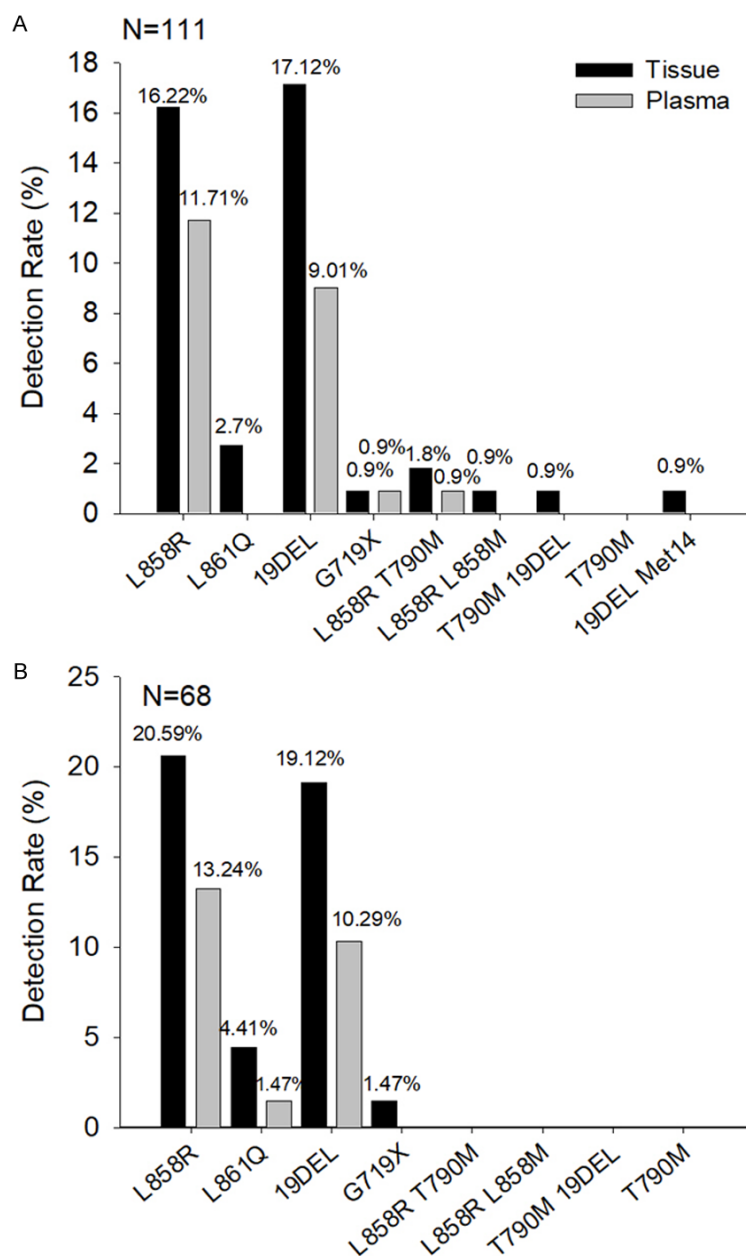 A
N=111
Tissue
Plasma
Detection Rate (%)
18
16
14
12
10
8
6
4
2
0
16.22%
11.71%
2.7%
17.12%
9.01%
0.9%
0.9%
1.8%
0.9%
0.9%
0.9%
0.9%
L858R
L861Q
19DEL
G719X
L858R T790M
L858R L858M
T790M 19DEL
T790M
19DEL Met14
B
N=68
Detection Rate (%)
25
20
15
10
5
0
20.59%
13.24%
4.41%
1.47%
19.12%
10.29%
1.47%
L858R
L861Q
19DEL
G719X
L858R T790M
L858R L858M
T790M 19DEL
T790M